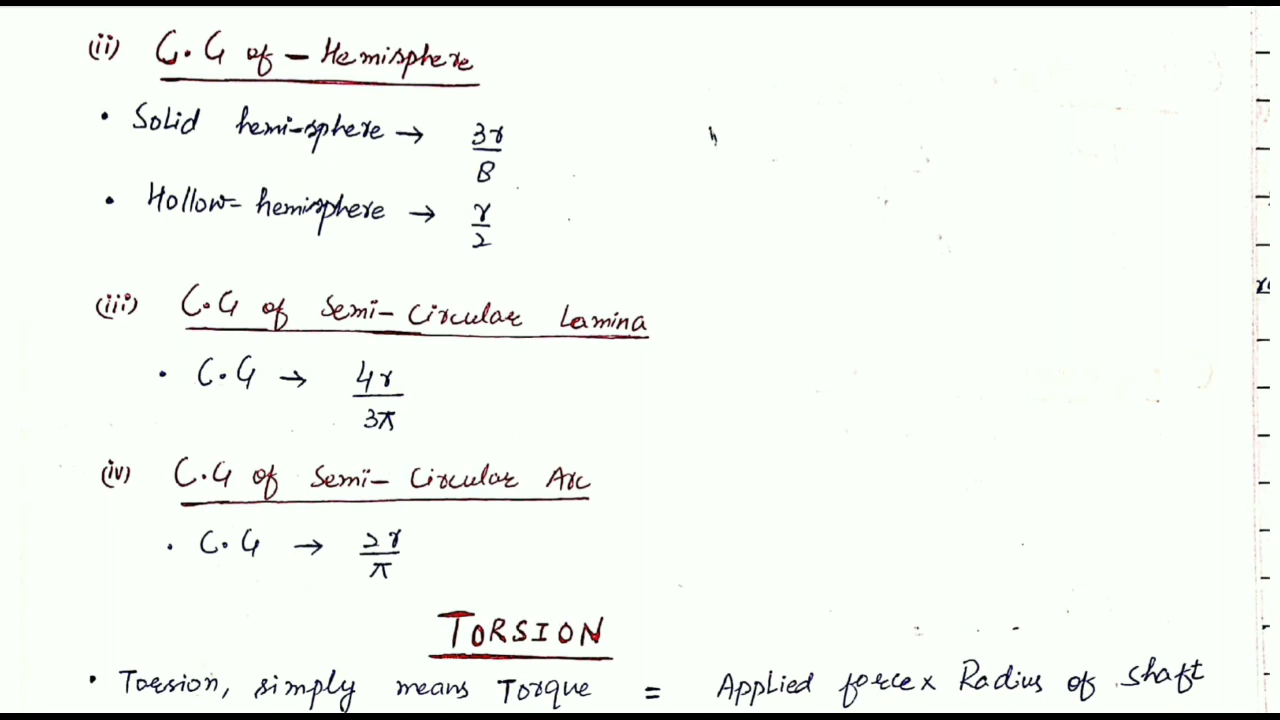 (ii) C.G of - Hemisphere
• Solid hemi-sphere → 3r/8
• Hollow- hemisphere → r/2
(iii) C.G of Semi-Circular Lamina
• C.G → 4r/3π
(iv) C.G of Semi-Circular Arc
• C.G → 2r/π
TORSION
• Torsion, simply means Torque = Applied force x Radius of shaft